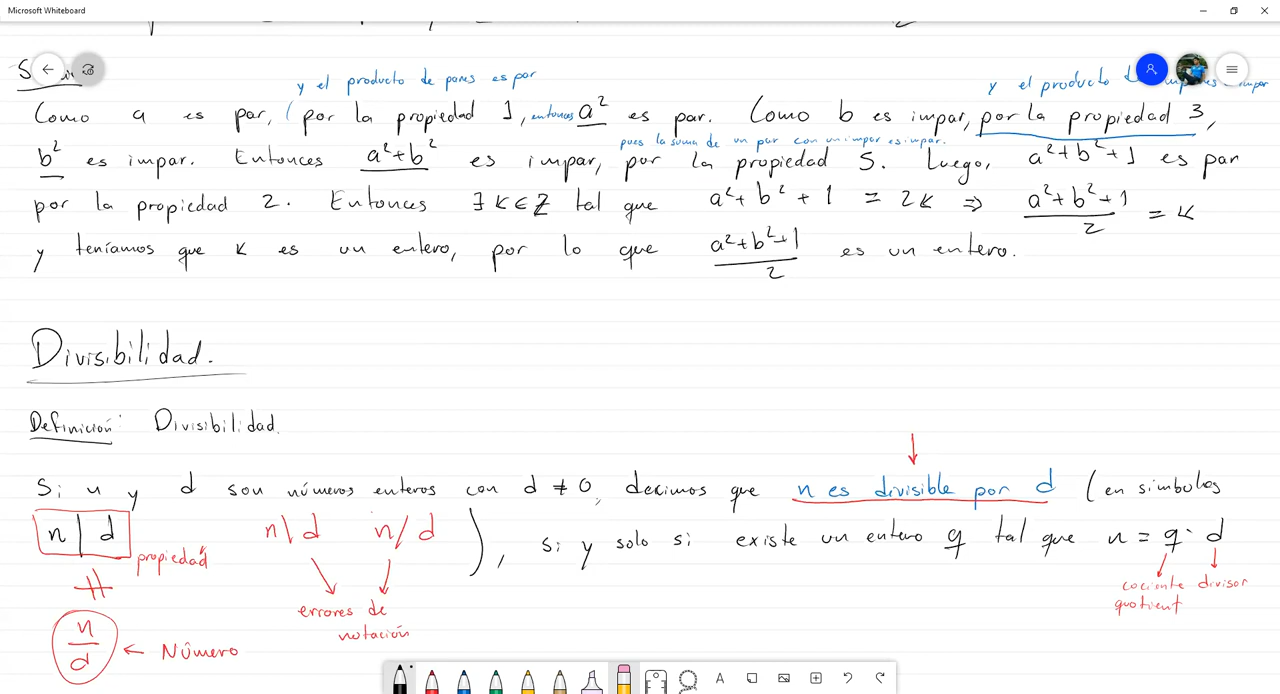 Microsoft Whiteboard
y el producto de pares es par
y el producto
Como a es par, (por la propiedad 1, entonces a² es par. Como b es impar, por la propiedad 3,
pues la suma de un par con un impar es impar.
b² es impar. Entonces a²+b² es impar, por la propiedad 5. Luego, a²+b²+1 es par
por la propiedad 2. Entonces ∃ K ∈ Z tal que a²+b²+1 = 2K ⇒ (a²+b²+1)/2 = K
y teníamos que K es un entero, por lo que (a²+b²+1)/2 es un entero.
Divisibilidad.
Definición: Divisibilidad.
Si n y d son números enteros con d ≠ 0, decimos que n es divisible por d (en símbolos
n | d n | d n / d ), si y solo si existe un entero q tal que n = q · d
propiedad
cociente divisor
quotient
errores de
notación
n/d ← Número